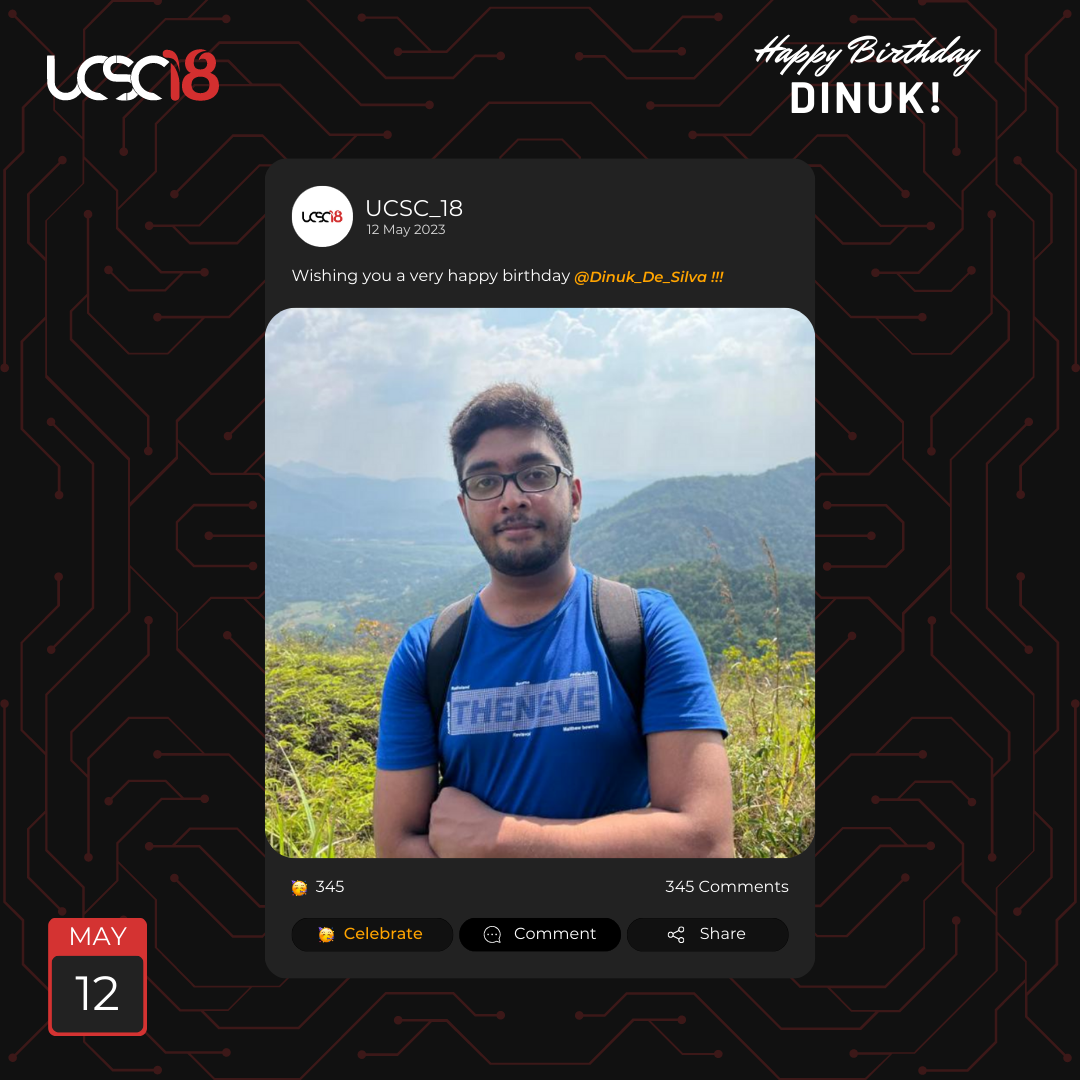 UCSC18
Happy Birthday
DINUK!
UCSC18
UCSC_18
12 May 2023
Wishing you a very happy birthday @Dinuk_De_Silva !!!
THENEVE
345
345 Comments
Celebrate
Comment
Share
MAY
12